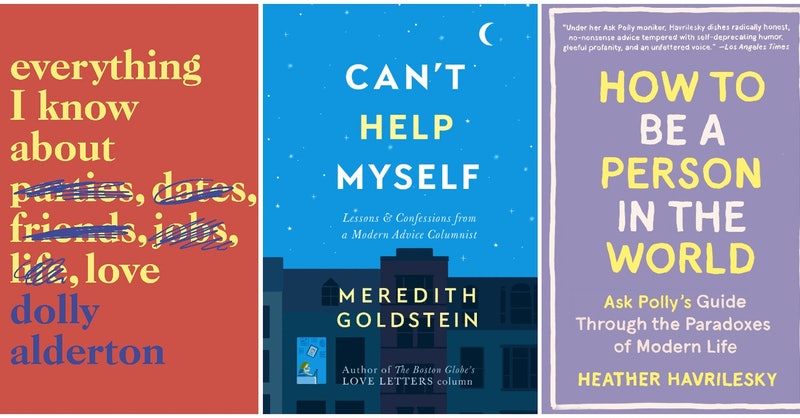 everything
I know
about
parties, dates,
friends, jobs,
life, love
dolly
alderton
CAN'T
HELP
MYSELF
Lessons & Confessions from
a Modern Advice Columnist
MEREDITH
GOLDSTEIN
Author of The Boston Globe's
LOVE LETTERS column
"Under her Ask Polly moniker, Havrilesky dishes radically honest,
no-nonsense advice tempered with self-deprecating humor,
gleeful profanity, and an unfettered voice." —Los Angeles Times
HOW TO
BE A
PERSON
IN THE
WORLD
Ask Polly's Guide
Through the Paradoxes
of Modern Life
HEATHER HAVRILESKY